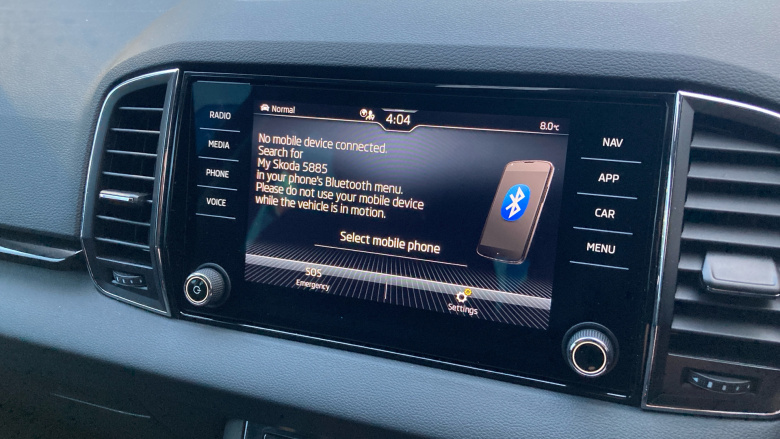 Normal
4:04
8.0°C
RADIO
MEDIA
PHONE
VOICE
No mobile device connected.
Search for
My Skoda 5885
in your phone's Bluetooth menu.
Please do not use your mobile device
while the vehicle is in motion.
Select mobile phone
SOS
Emergency
Settings
NAV
APP
CAR
MENU